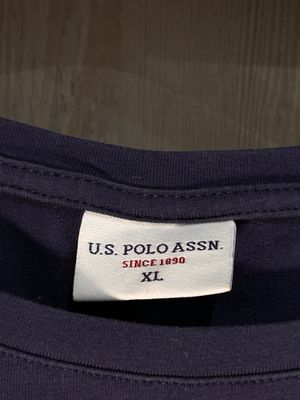 U.S. POLO ASSN.
SINCE 1890
XL